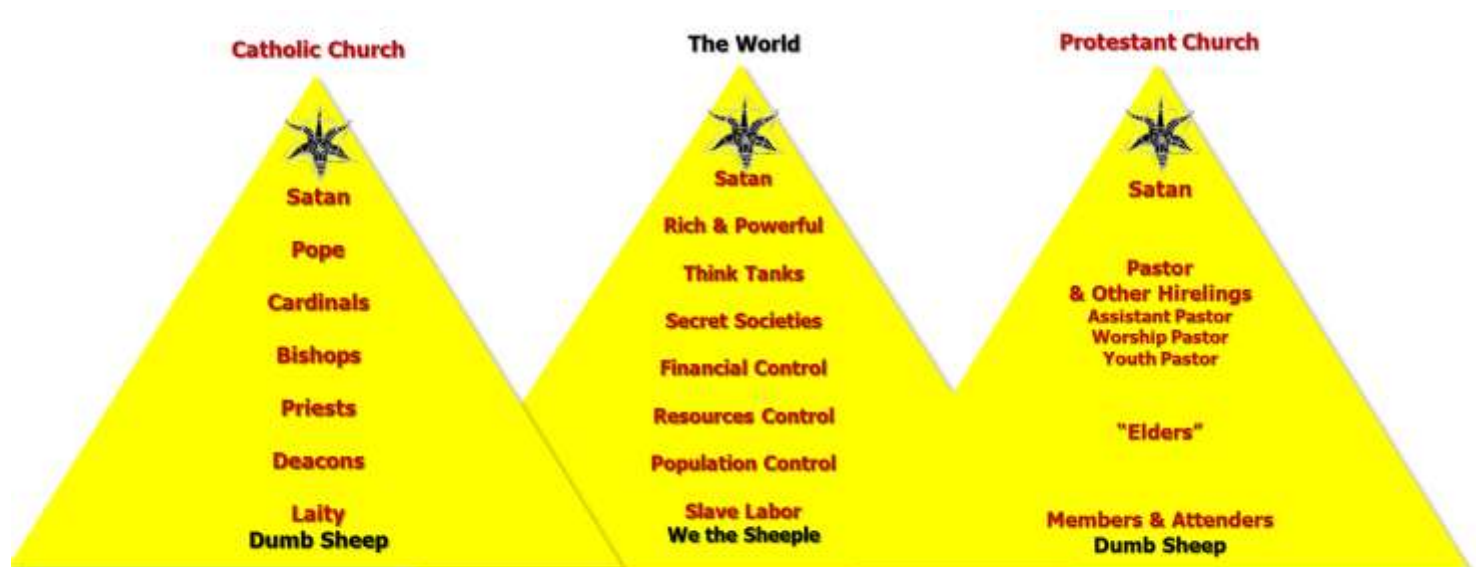 Catholic Church
Satan
Pope
Cardinals
Bishops
Priests
Deacons
Laity
Dumb Sheep
The World
Satan
Rich & Powerful
Think Tanks
Secret Societies
Financial Control
Resources Control
Population Control
Slave Labor
We the Sheeple
Protestant Church
Satan
Pastor
& Other Hirelings
Assistant Pastor
Worship Pastor
Youth Pastor
“Elders”
Members & Attenders
Dumb Sheep